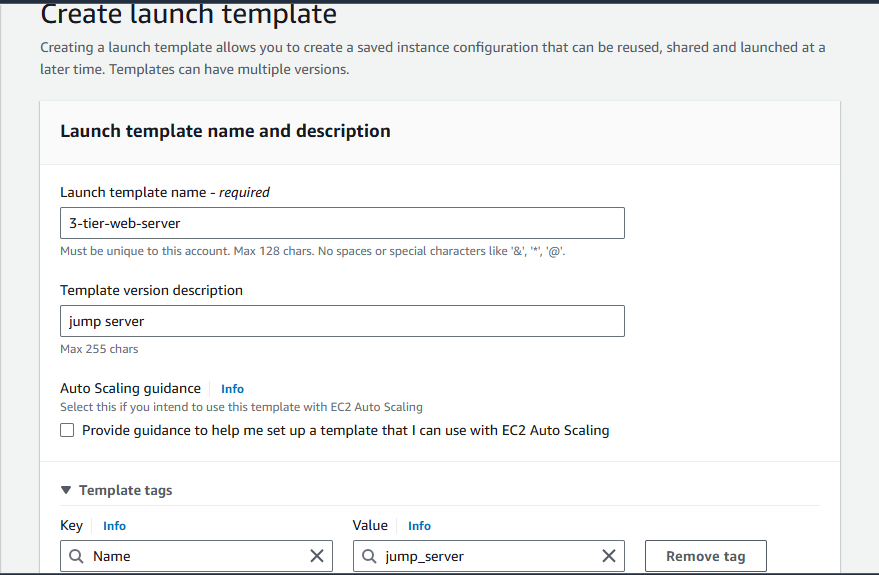 Create launch template
Creating a launch template allows you to create a saved instance configuration that can be reused, shared and launched at a
later time. Templates can have multiple versions.
Launch template name and description
Launch template name - required
3-tier-web-server
Must be unique to this account. Max 128 chars. No spaces or special characters like '&', '*', '@'.
Template version description
jump server
Max 255 chars
Auto Scaling guidance Info
Select this if you intend to use this template with EC2 Auto Scaling
Provide guidance to help me set up a template that I can use with EC2 Auto Scaling
Template tags
Key Info Value Info
Name jump_server Remove tag